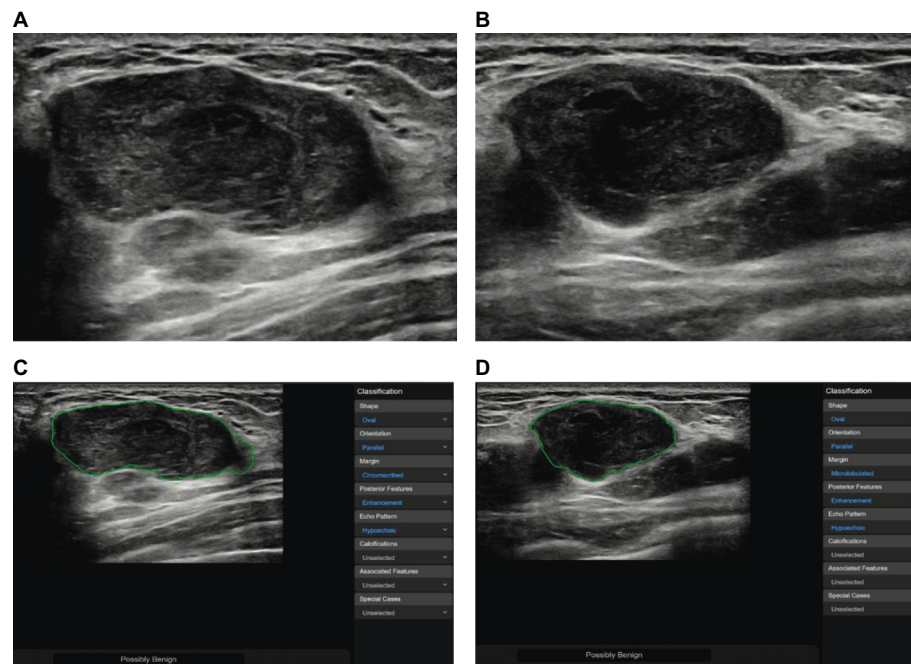 A
B
C
Classification
Shape
Oval
Orientation
Parallel
Margin
Circumscribed
Posterior Features
Enhancement
Echo Pattern
Hypoechoic
Calcifications
Unselected
Associated Features
Unselected
Special Cases
Unselected
Possibly Benign
D
Classification
Shape
Oval
Orientation
Parallel
Margin
Microlobulated
Posterior Features
Enhancement
Echo Pattern
Hypoechoic
Calcifications
Unselected
Associated Features
Unselected
Special Cases
Unselected
Possibly Benign